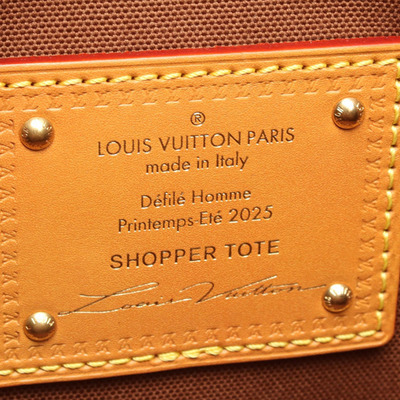 ®
LOUIS VUITTON PARIS
made in Italy
Défilé Homme
Printemps-Eté 2025
SHOPPER TOTE
Louis Vuitton